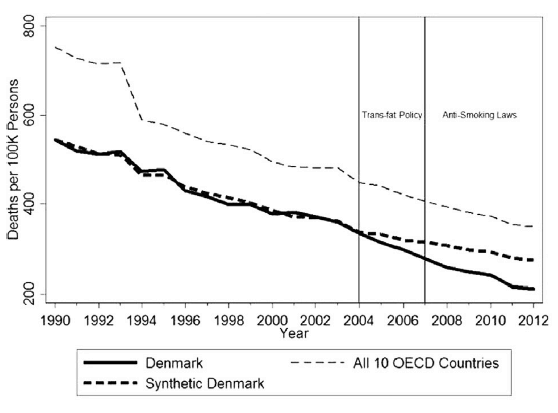 800
600
400
200
Deaths per 100K Persons
Trans-fat Policy
Anti-Smoking Laws
1990 1992 1994 1996 1998 2000 2002 2004 2006 2008 2010 2012
Year
Denmark
All 10 OECD Countries
Synthetic Denmark